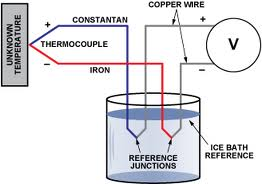 COPPER WIRE
CONSTANTAN
+
+
UNKNOWN
TEMPERATURE
THERMOCOUPLE
V
–
IRON
–
ICE BATH
REFERENCE
REFERENCE
JUNCTIONS